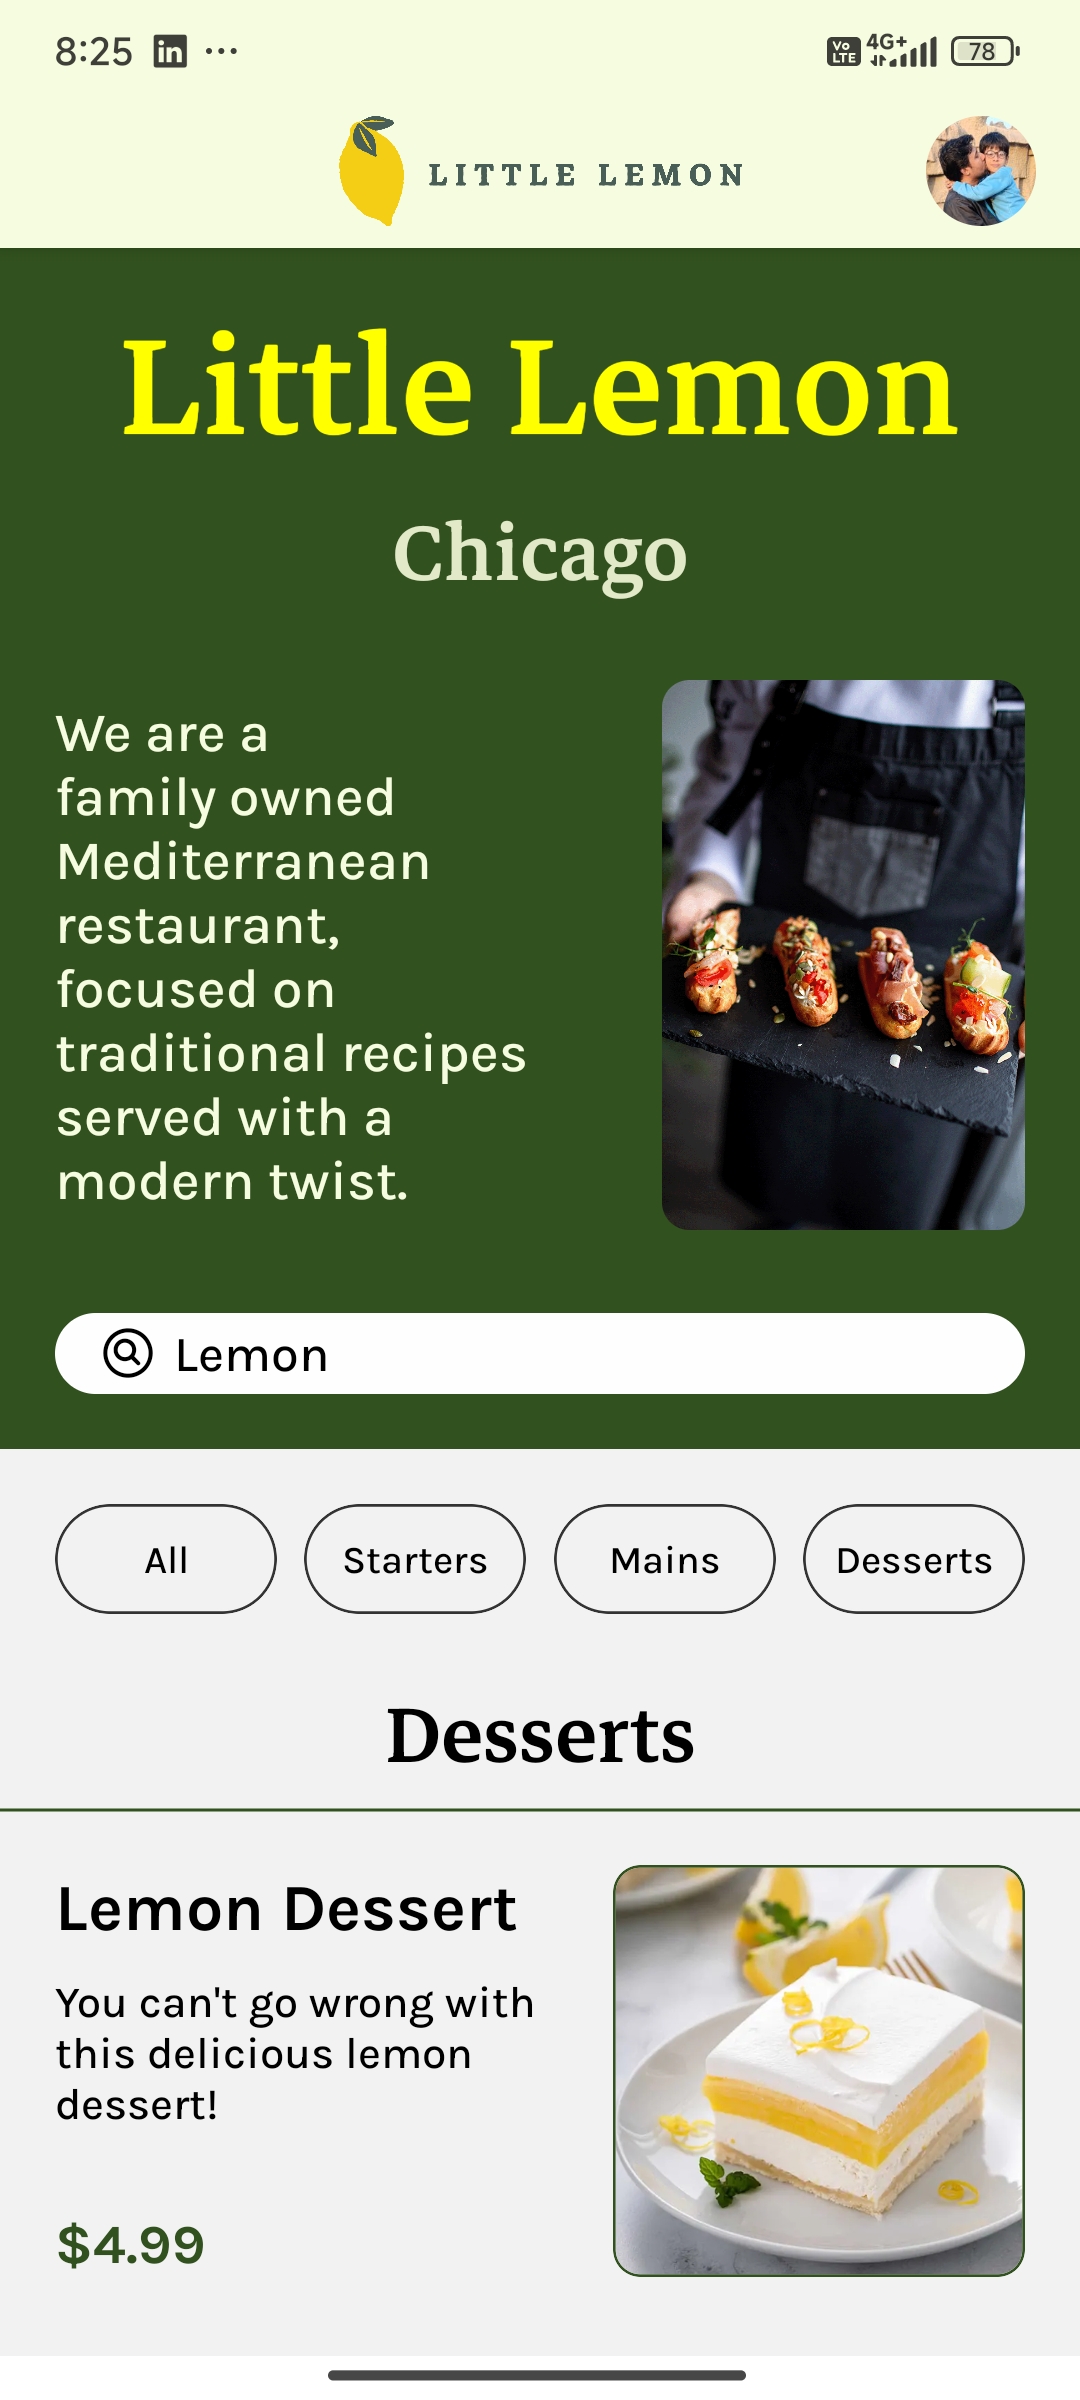 8:25 in ... Vo LTE 4G+ 78
LITTLE LEMON
Little Lemon
Chicago
We are a
family owned
Mediterranean
restaurant,
focused on
traditional recipes
served with a
modern twist.
Lemon
All Starters Mains Desserts
Desserts
Lemon Dessert
You can't go wrong with
this delicious lemon
dessert!
$4.99